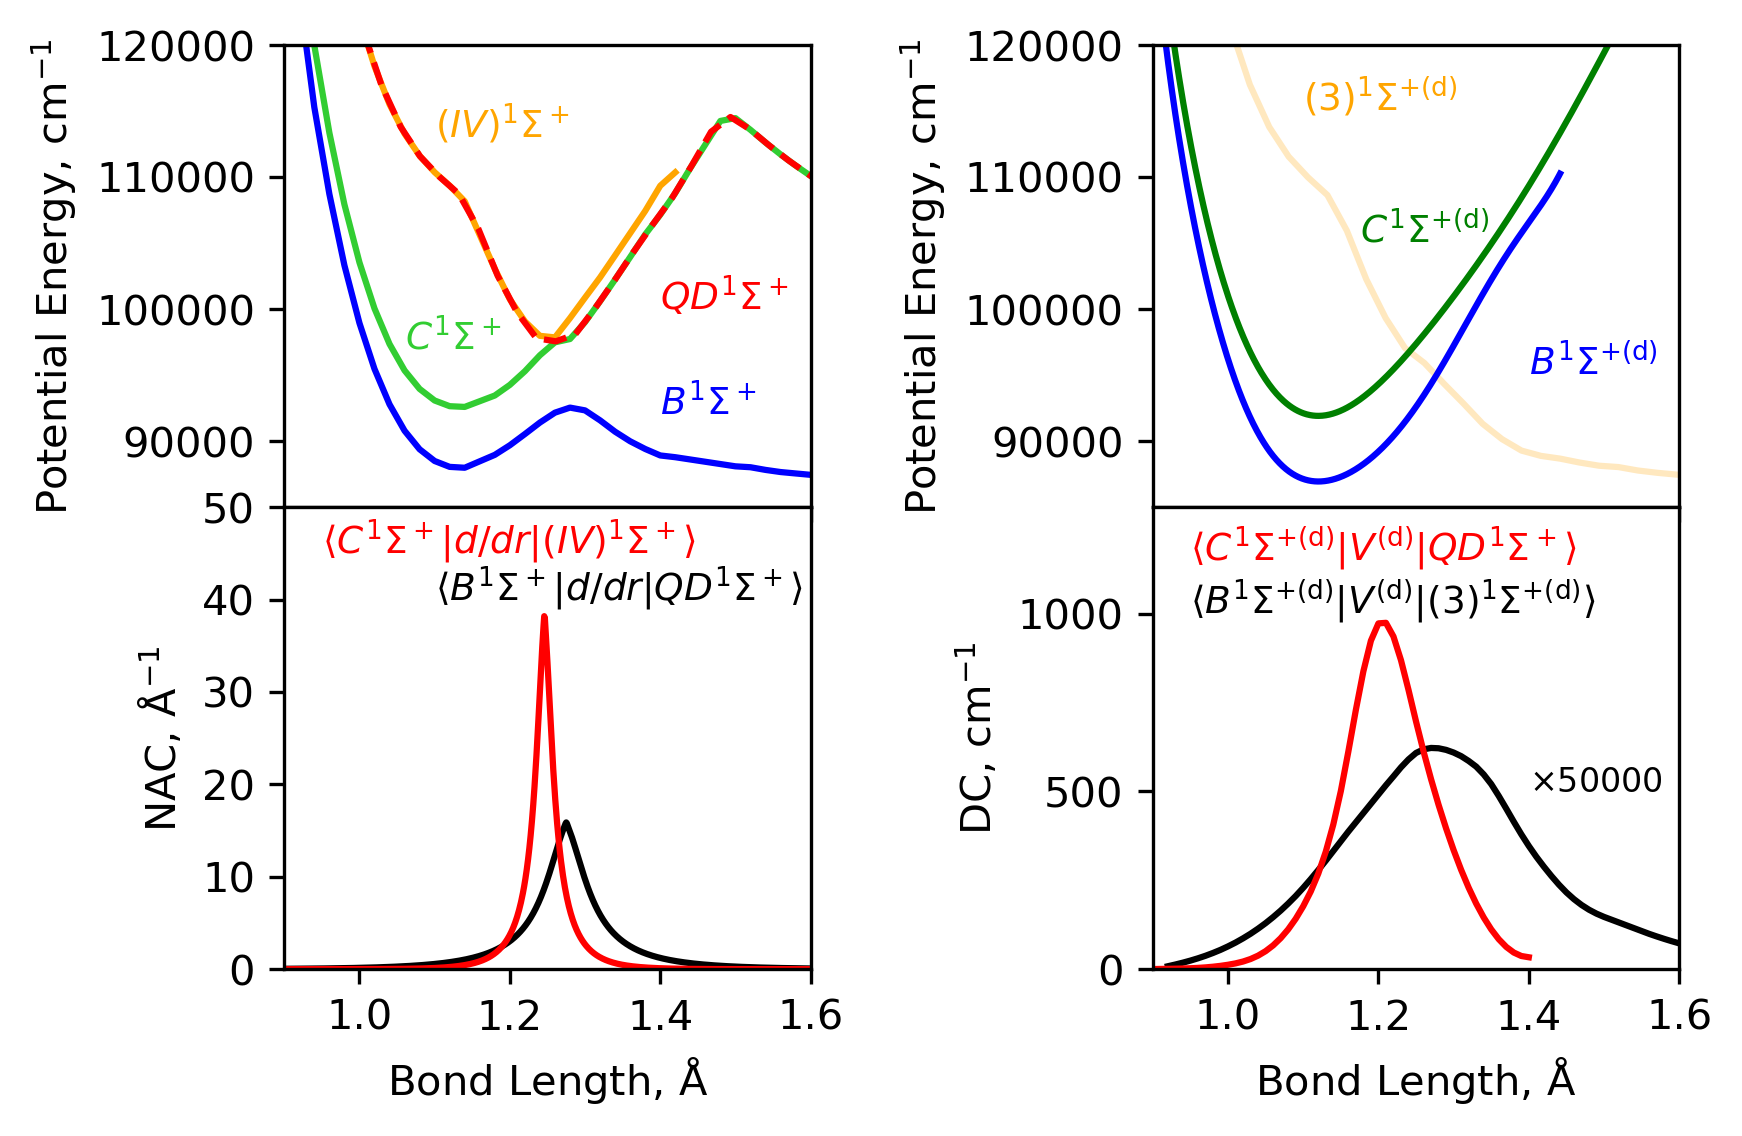 120000
110000
100000
90000
Potential Energy, cm⁻¹
(IV)¹Σ⁺
QD¹Σ⁺
C¹Σ⁺
B¹Σ⁺
50
40
30
20
10
0
NAC, Å⁻¹
⟨C¹Σ⁺|d/dr|(IV)¹Σ⁺⟩
⟨B¹Σ⁺|d/dr|QD¹Σ⁺⟩
1.0 1.2 1.4 1.6
Bond Length, Å
120000
110000
100000
90000
Potential Energy, cm⁻¹
(3)¹Σ⁺⁽ᵈ⁾
C¹Σ⁺⁽ᵈ⁾
B¹Σ⁺⁽ᵈ⁾
1000
500
0
DC, cm⁻¹
⟨C¹Σ⁺⁽ᵈ⁾|V⁽ᵈ⁾|QD¹Σ⁺⟩
⟨B¹Σ⁺⁽ᵈ⁾|V⁽ᵈ⁾|(3)¹Σ⁺⁽ᵈ⁾⟩
×50000
1.0 1.2 1.4 1.6
Bond Length, Å